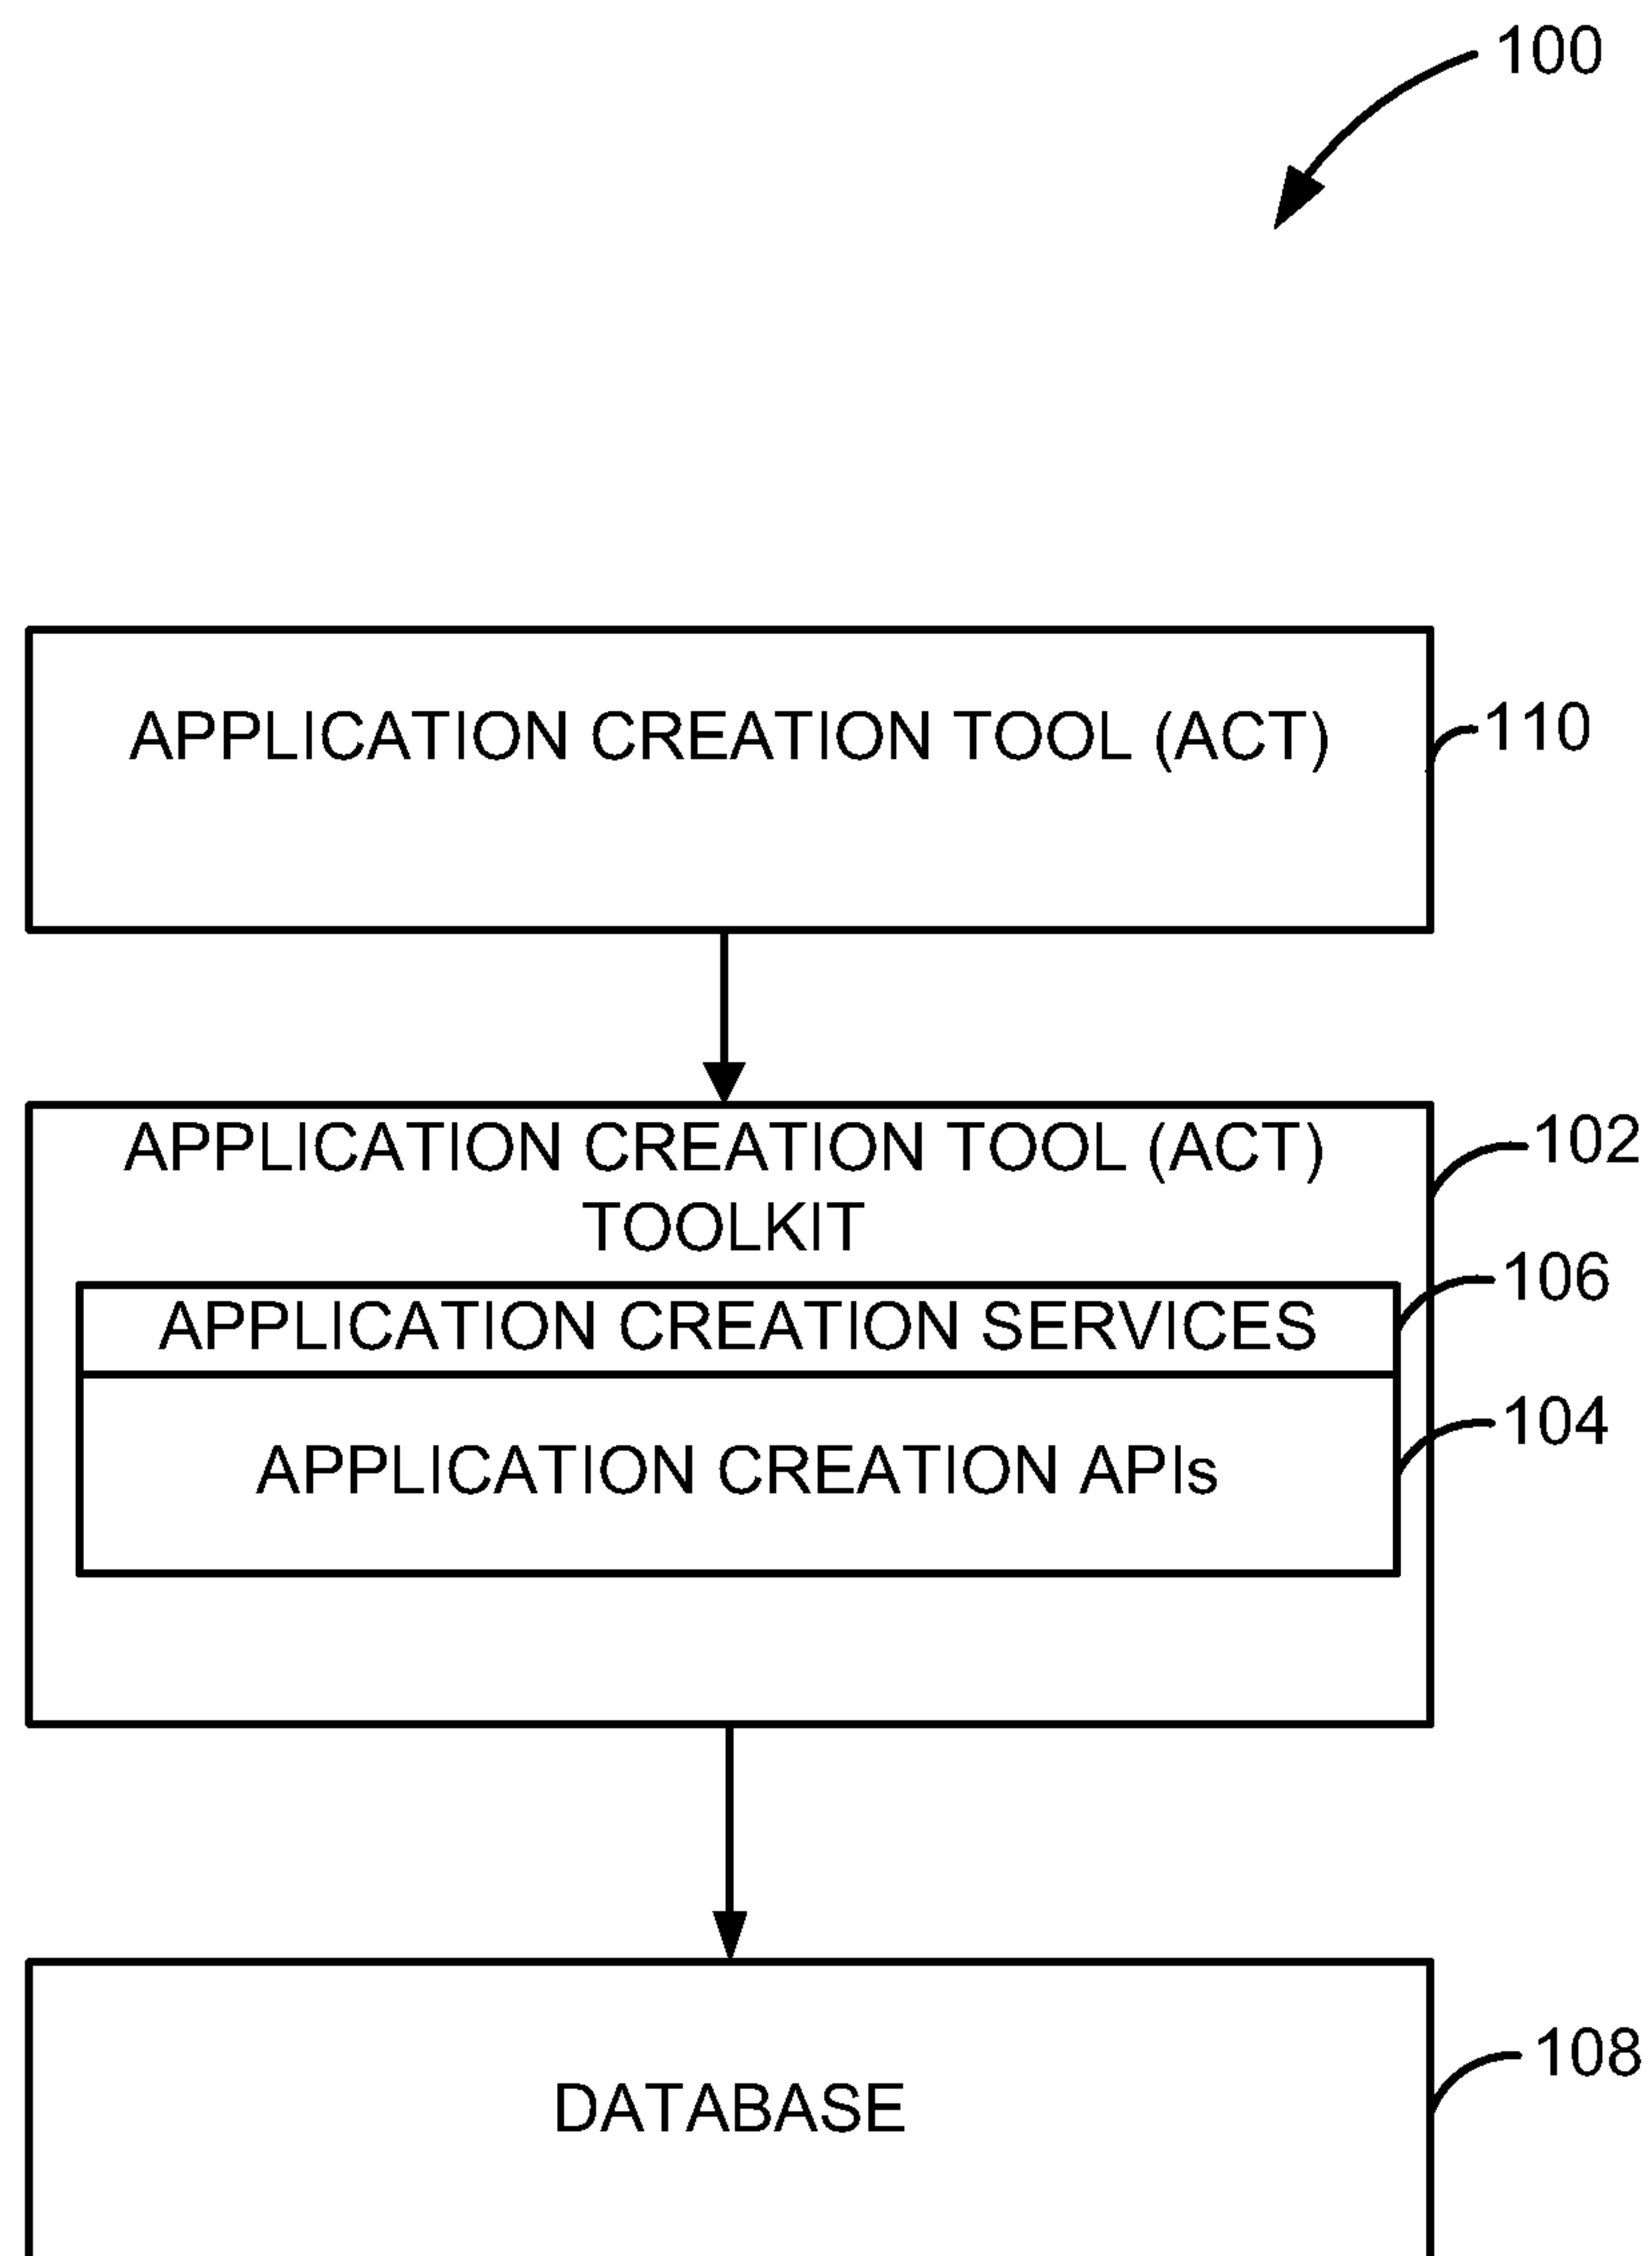 100
APPLICATION CREATION TOOL (ACT)
110
APPLICATION CREATION TOOL (ACT)
TOOLKIT
102
APPLICATION CREATION SERVICES
106
APPLICATION CREATION APIs
104
DATABASE
108